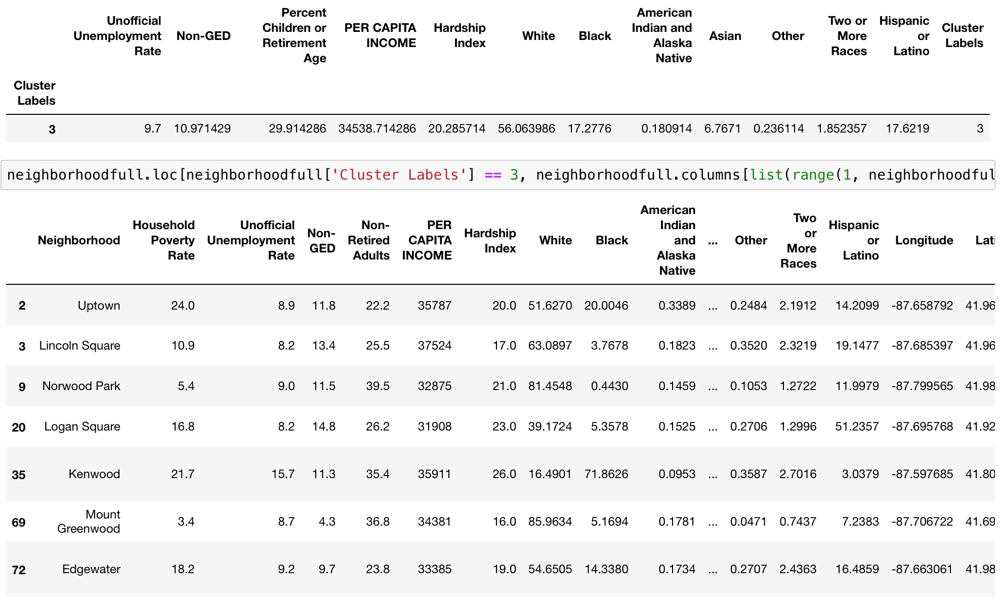 Unofficial Unemployment Rate Non-GED Percent Children or Retirement Age PER CAPITA INCOME Hardship Index White Black American Indian and Alaska Native Asian Other Two or More Races Hispanic or Latino Cluster Labels
Cluster Labels
3 9.7 10.971429 29.914286 34538.714286 20.285714 56.063986 17.2776 0.180914 6.7671 0.236114 1.852357 17.6219 3
neighborhoodfull.loc[neighborhoodfull['Cluster Labels'] == 3, neighborhoodfull.columns[list(range(1, neighborhoodful
Neighborhood Household Poverty Rate Unofficial Unemployment Rate Non-GED Non-Retired Adults PER CAPITA INCOME Hardship Index White Black American Indian and Alaska Native ... Other Two or More Races Hispanic or Latino Longitude Lati
2 Uptown 24.0 8.9 11.8 22.2 35787 20.0 51.6270 20.0046 0.3389 ... 0.2484 2.1912 14.2099 -87.658792 41.96
3 Lincoln Square 10.9 8.2 13.4 25.5 37524 17.0 63.0897 3.7678 0.1823 ... 0.3520 2.3219 19.1477 -87.685397 41.96
9 Norwood Park 5.4 9.0 11.5 39.5 32875 21.0 81.4548 0.4430 0.1459 ... 0.1053 1.2722 11.9979 -87.799565 41.98
20 Logan Square 16.8 8.2 14.8 26.2 31908 23.0 39.1724 5.3578 0.1525 ... 0.2706 1.2996 51.2357 -87.695768 41.92
35 Kenwood 21.7 15.7 11.3 35.4 35911 26.0 16.4901 71.8626 0.0953 ... 0.3587 2.7016 3.0379 -87.597685 41.80
69 Mount Greenwood 3.4 8.7 4.3 36.8 34381 16.0 85.9634 5.1694 0.1781 ... 0.0471 0.7437 7.2383 -87.706722 41.69
72 Edgewater 18.2 9.2 9.7 23.8 33385 19.0 54.6505 14.3380 0.1734 ... 0.2707 2.4363 16.4859 -87.663061 41.98